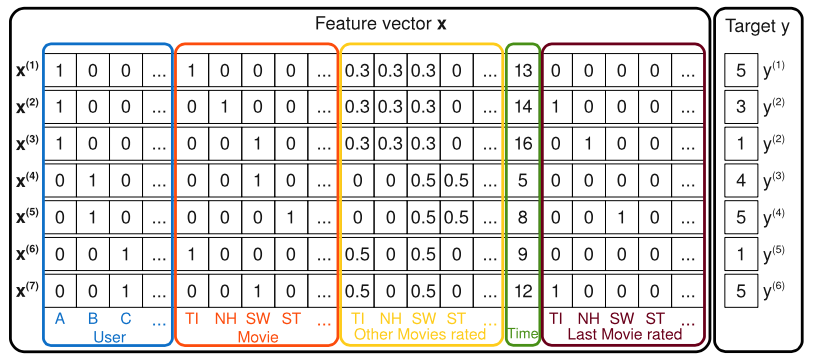 Feature vector x Target y
x(1) 1 0 0 ... 1 0 0 0 ... 0.3 0.3 0.3 0 ... 13 0 0 0 0 ... 5 y(1)
x(2) 1 0 0 ... 0 1 0 0 ... 0.3 0.3 0.3 0 ... 14 1 0 0 0 ... 3 y(2)
x(3) 1 0 0 ... 0 0 1 0 ... 0.3 0.3 0.3 0 ... 16 0 1 0 0 ... 1 y(2)
x(4) 0 1 0 ... 0 0 1 0 ... 0 0 0.5 0.5 ... 5 0 0 0 0 ... 4 y(3)
x(5) 0 1 0 ... 0 0 0 1 ... 0 0 0.5 0.5 ... 8 0 0 1 0 ... 5 y(4)
x(6) 0 0 1 ... 1 0 0 0 ... 0.5 0 0.5 0 ... 9 0 0 0 0 ... 1 y(5)
x(7) 0 0 1 ... 0 0 1 0 ... 0.5 0 0.5 0 ... 12 1 0 0 0 ... 5 y(6)
A B C ... TI NH SW ST ... TI NH SW ST ... TI NH SW ST ...
User Movie Other Movies rated Time Last Movie rated